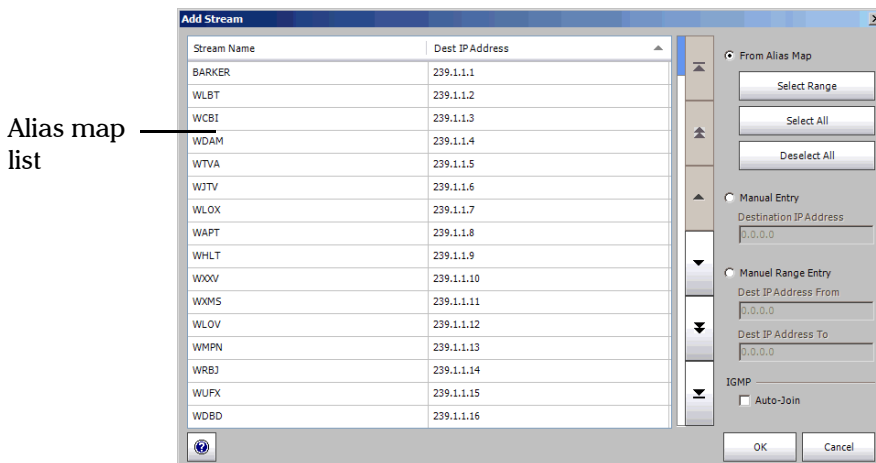 Add Stream
Alias map
list
Stream Name Dest IP Address
BARKER 239.1.1.1
WLBT 239.1.1.2
WCBI 239.1.1.3
WDAM 239.1.1.4
WTVA 239.1.1.5
WJTV 239.1.1.6
WLOX 239.1.1.7
WAPT 239.1.1.8
WHLT 239.1.1.9
WXXV 239.1.1.10
WXMS 239.1.1.11
WLOV 239.1.1.12
WMPN 239.1.1.13
WRBJ 239.1.1.14
WUFX 239.1.1.15
WDBD 239.1.1.16
From Alias Map
Select Range
Select All
Deselect All
Manual Entry
Destination IP Address
0.0.0.0
Manuel Range Entry
Dest IP Address From
0.0.0.0
Dest IP Address To
0.0.0.0
IGMP
Auto-Join
OK Cancel